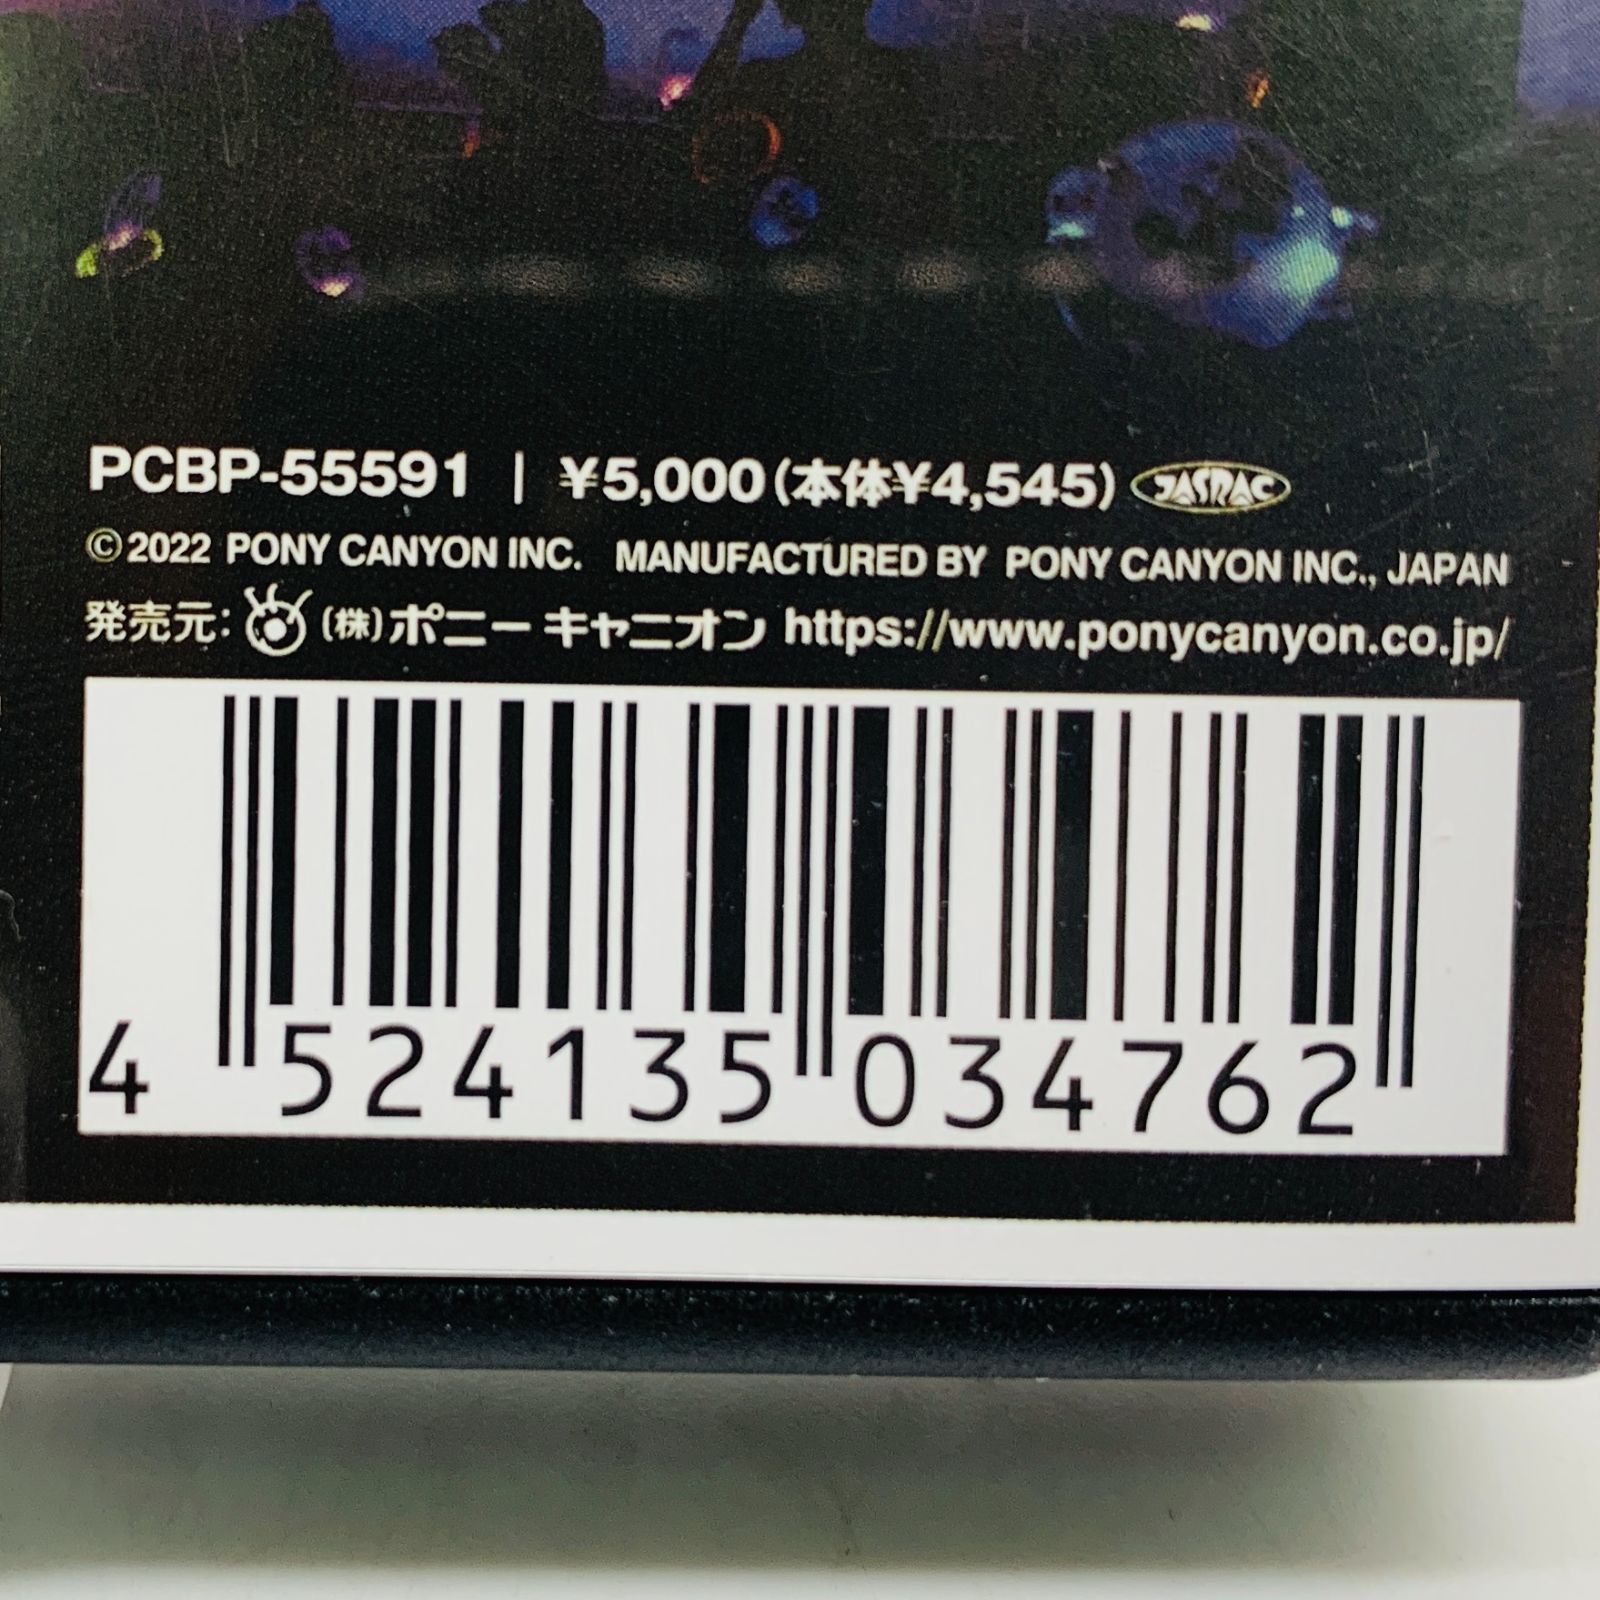 PCBP-55591 | ¥5,000(本体¥4,545) JASRAC
©2022 PONY CANYON INC. MANUFACTURED BY PONY CANYON INC., JAPAN
発売元: (株)ポニーキャニオン https://www.ponycanyon.co.jp/
4 524135 034762